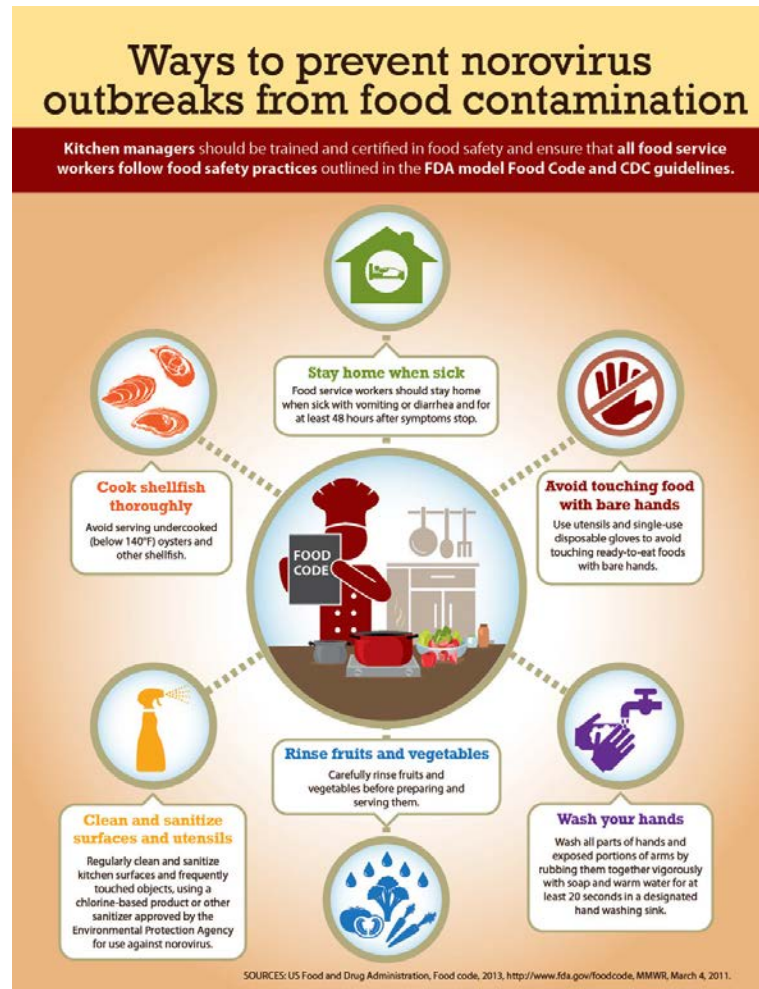 Ways to prevent norovirus
outbreaks from food contamination
Kitchen managers should be trained and certified in food safety and ensure that all food service
workers follow food safety practices outlined in the FDA model Food Code and CDC guidelines.
Stay home when sick
Food service workers should stay home
when sick with vomiting or diarrhea and for
at least 48 hours after symptoms stop.
Cook shellfish
thoroughly
Avoid serving undercooked
(below 140°F) oysters and
other shellfish.
Avoid touching food
with bare hands
Use utensils and single-use
disposable gloves to avoid
touching ready-to-eat foods
with bare hands.
FOOD
CODE
Rinse fruits and vegetables
Carefully rinse fruits and
vegetables before preparing and
serving them.
Clean and sanitize
surfaces and utensils
Regularly clean and sanitize
kitchen surfaces and frequently
touched objects, using a
chlorine-based product or other
sanitizer approved by the
Environmental Protection Agency
for use against norovirus.
Wash your hands
Wash all parts of hands and
exposed portions of arms by
rubbing them together vigorously
with soap and warm water for at
least 20 seconds in a designated
hand washing sink.
SOURCES: US Food and Drug Administration, Food code, 2013, http://www.fda.gov/foodcode, MMWR, March 4, 2011.